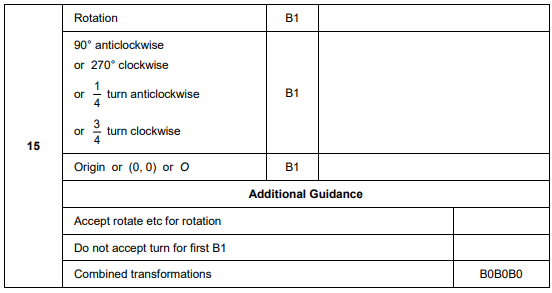 Rotation B1
90° anticlockwise
or 270° clockwise
or 1/4 turn anticlockwise
B1
or 3/4 turn clockwise
15
Origin or (0, 0) or O B1
Additional Guidance
Accept rotate etc for rotation
Do not accept turn for first B1
Combined transformations B0B0B0